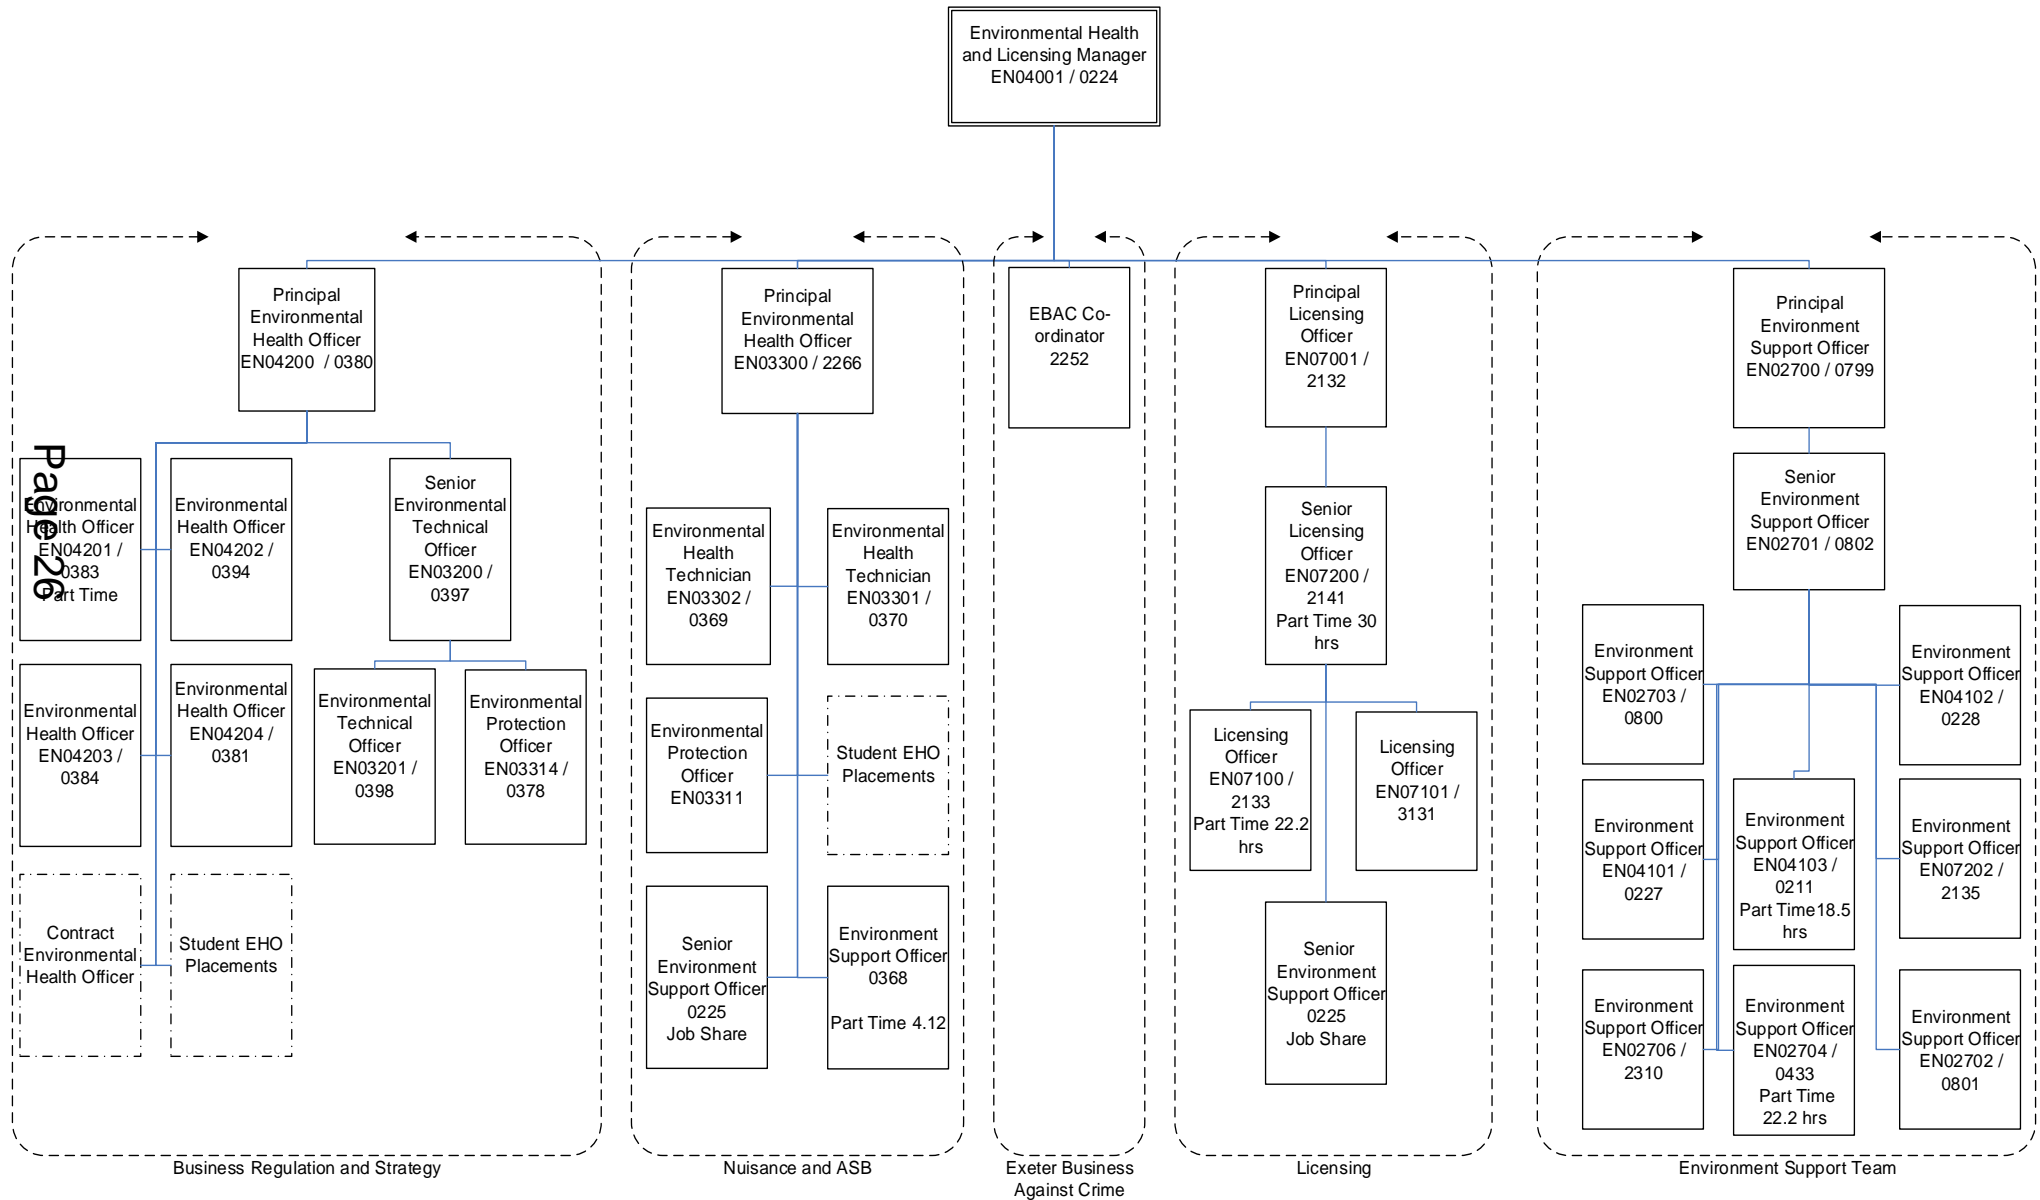 Environmental Health
and Licensing Manager
EN04001 / 0224
Principal
Environmental
Health Officer
EN04200 / 0380
Principal
Environmental
Health Officer
EN03300 / 2266
EBAC Co-
ordinator
2252
Principal
Licensing
Officer
EN07001 /
2132
Principal
Environment
Support Officer
EN02700 / 0799
Page 26
Environmental
Health Officer
EN04201 /
0383
Part Time
Environmental
Health Officer
EN04202 /
0394
Senior
Environmental
Technical
Officer
EN03200 /
0397
Environmental
Health Officer
EN04203 /
0384
Environmental
Health Officer
EN04204 /
0381
Environmental
Technical
Officer
EN03201 /
0398
Environmental
Protection
Officer
EN03314 /
0378
Contract
Environmental
Health Officer
Student EHO
Placements
Business Regulation and Strategy
Environmental
Health
Technician
EN03302 /
0369
Environmental
Health
Technician
EN03301 /
0370
Environmental
Protection
Officer
EN03311
Student EHO
Placements
Senior
Environment
Support Officer
0225
Job Share
Environment
Support Officer
0368
Part Time 4.12
Nuisance and ASB
Exeter Business
Against Crime
Senior
Licensing
Officer
EN07200 /
2141
Part Time 30
hrs
Licensing
Officer
EN07100 /
2133
Part Time 22.2
hrs
Licensing
Officer
EN07101 /
3131
Senior
Environment
Support Officer
0225
Job Share
Licensing
Senior
Environment
Support Officer
EN02701 / 0802
Environment
Support Officer
EN02703 /
0800
Environment
Support Officer
EN04102 /
0228
Environment
Support Officer
EN04101 /
0227
Environment
Support Officer
EN04103 /
0211
Part Time18.5
hrs
Environment
Support Officer
EN07202 /
2135
Environment
Support Officer
EN02706 /
2310
Environment
Support Officer
EN02704 /
0433
Part Time
22.2 hrs
Environment
Support Officer
EN02702 /
0801
Environment Support Team